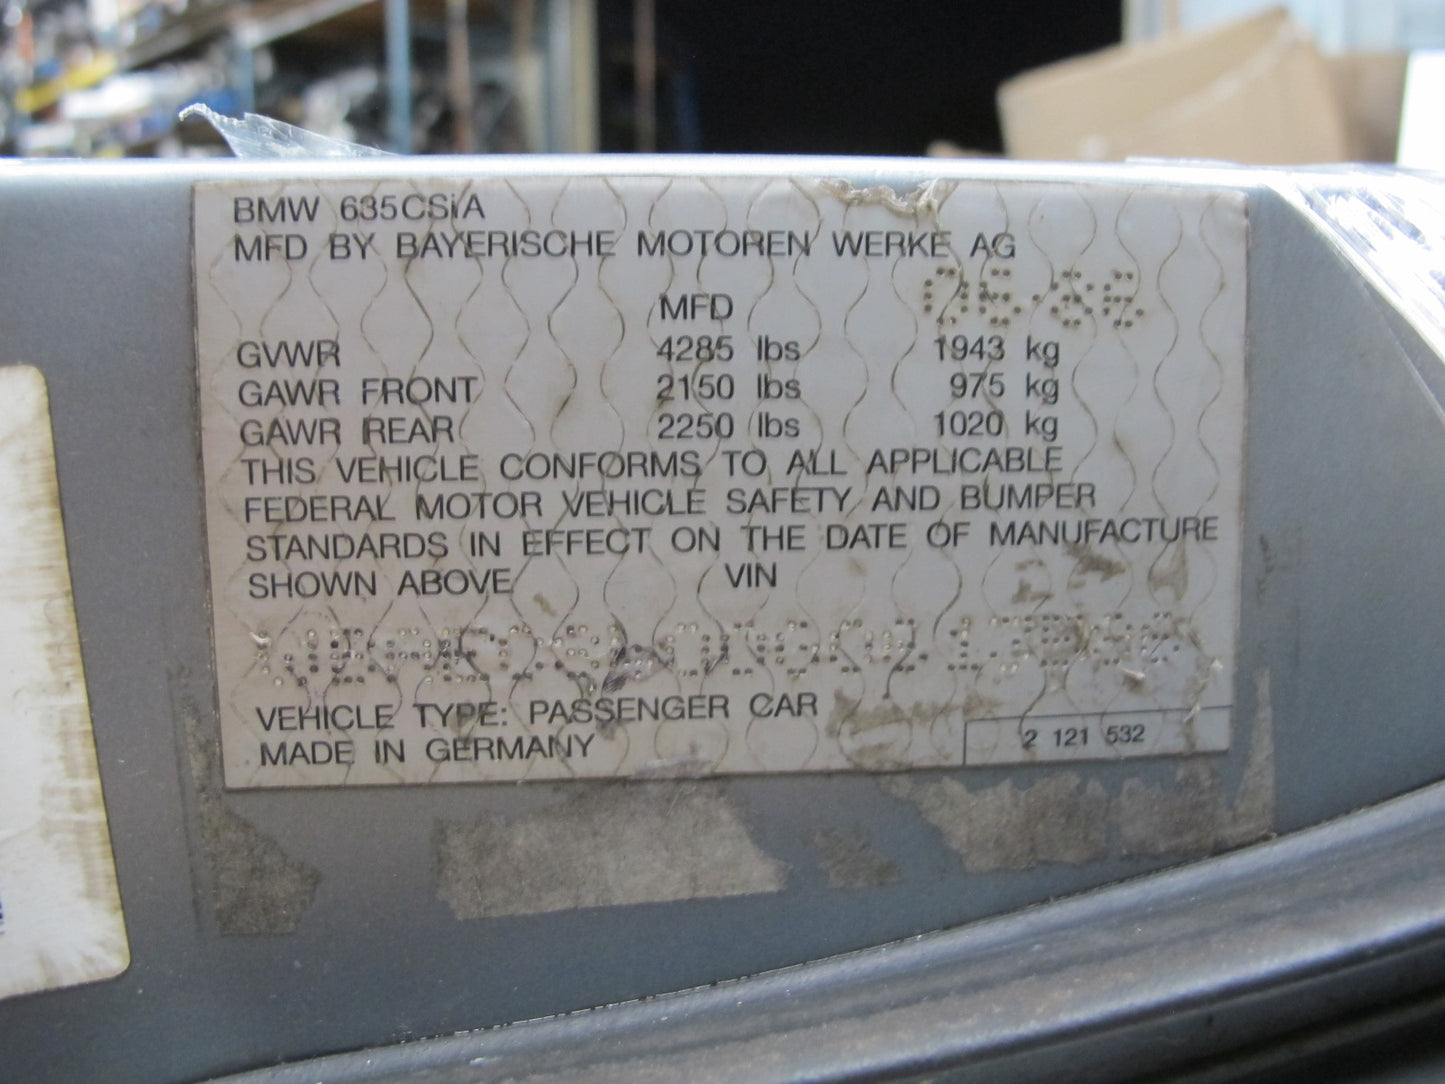 BMW 635CSiA
MFD BY BAYERISCHE MOTOREN WERKE AG
MFD
GVWR 4285 lbs 1943 kg
GAWR FRONT 2150 lbs 975 kg
GAWR REAR 2250 lbs 1020 kg
THIS VEHICLE CONFORMS TO ALL APPLICABLE
FEDERAL MOTOR VEHICLE SAFETY AND BUMPER
STANDARDS IN EFFECT ON THE DATE OF MANUFACTURE
SHOWN ABOVE VIN
VEHICLE TYPE: PASSENGER CAR
MADE IN GERMANY
2 121 532